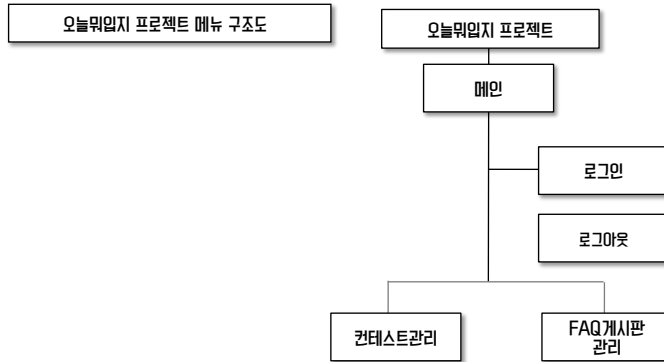 오늘뭐입지 프로젝트 메뉴 구조도
오늘뭐입지 프로젝트
메인
로그인
로그아웃
컨테스트관리
FAQ게시판
관리